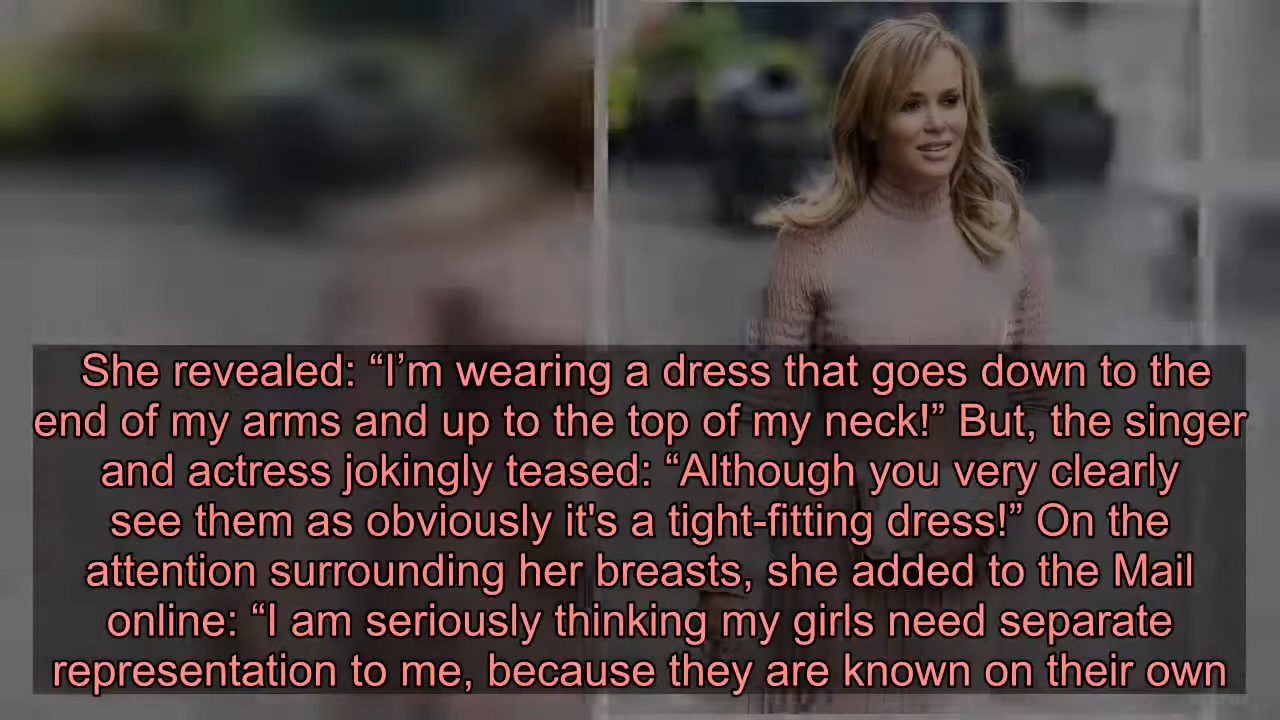 She revealed: “I’m wearing a dress that goes down to the
end of my arms and up to the top of my neck!” But, the singer
and actress jokingly teased: “Although you very clearly
see them as obviously it's a tight-fitting dress!” On the
attention surrounding her breasts, she added to the Mail
online: “I am seriously thinking my girls need separate
representation to me, because they are known on their own